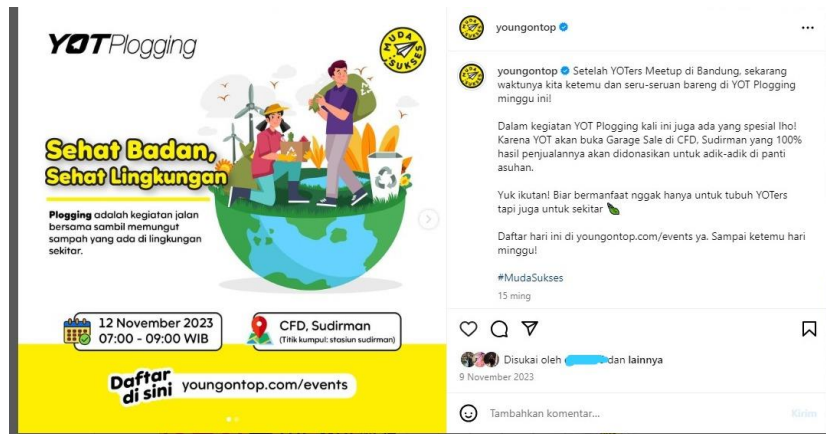 YOTPlogging
MUDA
SUKSES
Sehat Badan,
Sehat Lingkungan
Plogging adalah kegiatan jalan
bersama sambil memungut
sampah yang ada di lingkungan
sekitar.
12 November 2023
07:00 - 09:00 WIB
CFD, Sudirman
(Titik kumpul: stasiun sudirman)
Daftar
di sini
youngontop.com/events
youngontop
youngontop Setelah YOTers Meetup di Bandung, sekarang
waktunya kita ketemu dan seru-seruan bareng di YOT Plogging
minggu ini!
Dalam kegiatan YOT Plogging kali ini juga ada yang spesial lho!
Karena YOT akan buka Garage Sale di CFD, Sudirman yang 100%
hasil penjualannya akan didonasikan untuk adik-adik di panti
asuhan.
Yuk ikutan! Biar bermanfaat nggak hanya untuk tubuh YOTers
tapi juga untuk sekitar
Daftar hari ini di youngontop.com/events ya. Sampai ketemu hari
minggu!
#MudaSukses
15 ming
Disukai oleh dan lainnya
9 November 2023
Tambahkan komentar...
Kirim